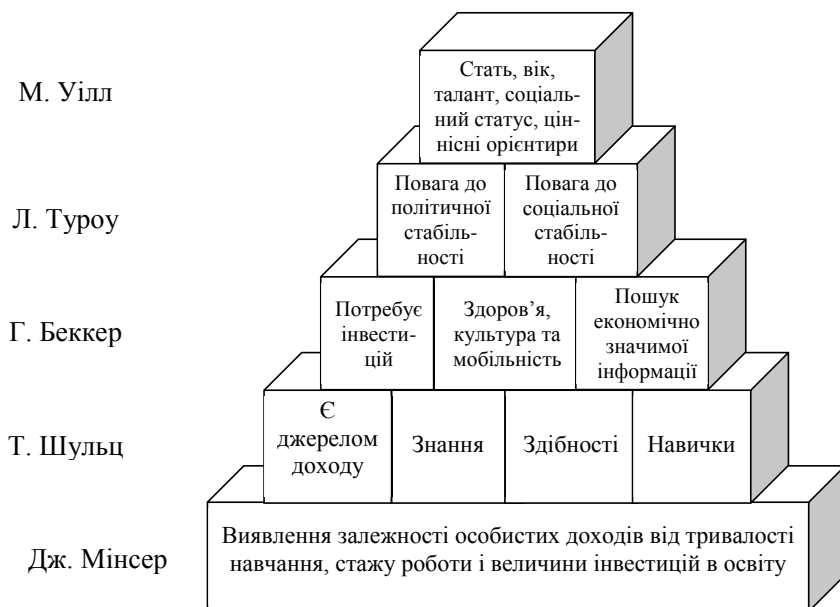 М. Уілл
Стать, вік,
талант, соціаль-
ний статус, цін-
нісні орієнтири
Л. Туроу
Повага до
політичної
стабіль-
ності
Повага до
соціальної
стабіль-
ності
Г. Беккер
Потребує
інвести-
цій
Здоров’я,
культура та
мобільність
Пошук
економічно
значимої
інформації
Т. Шульц
Є
джерелом
доходу
Знання
Здібності
Навички
Дж. Мінсер
Виявлення залежності особистих доходів від тривалості
навчання, стажу роботи і величини інвестицій в освіту